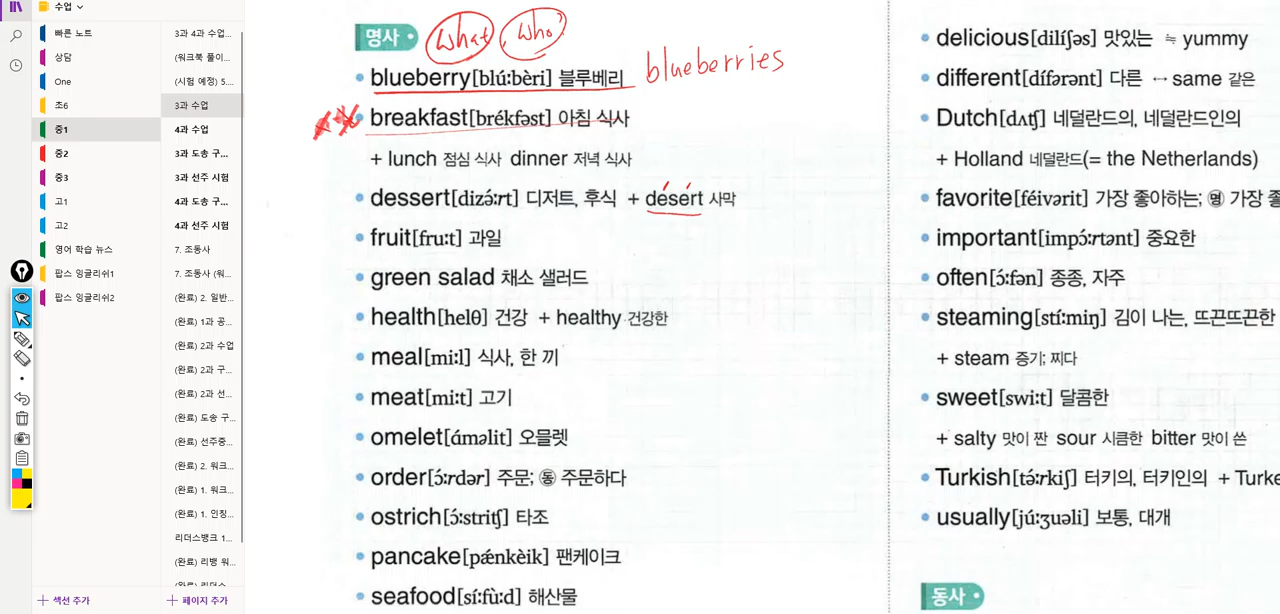 수업
빠른 노트
상담
One
초6
중1
중2
중3
고1
고2
영어 학습 뉴스
팝스 잉글리쉬1
팝스 잉글리쉬2
섹션 추가
3과 4과 수업...
(워크북 풀이...
(시험 예정) 5....
3과 수업
4과 수업
3과 도송 구...
3과 선주 시험
4과 도송 구...
4과 선주 시험
7. 조동사
7. 조동사 (워...
(완료) 2. 일반...
(완료) 1과 공...
(완료) 2과 수업
(완료) 2과 구...
(완료) 2과 선...
(완료) 도송 구...
(완료) 선주중...
(완료) 2. 워크...
(완료) 1. 워크...
(완료) 1. 인칭...
리더스뱅크 1...
(완료) 리뱅 워...
(완료) 리더스
페이지 추가
명사 What Who
blueberry[blúːbèri] 블루베리 blueberries
breakfast[brékfəst] 아침 식사
+ lunch 점심 식사 dinner 저녁 식사
dessert[dizə́ːrt] 디저트, 후식 + desert 사막
fruit[fruːt] 과일
green salad 채소 샐러드
health[helθ] 건강 + healthy 건강한
meal[miːl] 식사, 한 끼
meat[miːt] 고기
omelet[ɑ́məlit] 오믈렛
order[ɔ́ːrdər] 주문; 동 주문하다
ostrich[ɔ́ːstritʃ] 타조
pancake[pǽnkèik] 팬케이크
seafood[síːfùːd] 해산물
delicious[dilíʃəs] 맛있는 ≒ yummy
different[dífərənt] 다른 ↔ same 같은
Dutch[dʌtʃ] 네덜란드의, 네덜란드인의
+ Holland 네덜란드(= the Netherlands)
favorite[féivərit] 가장 좋아하는; 명 가장 좋
important[impɔ́ːrtənt] 중요한
often[ɔ́ːfən] 종종, 자주
steaming[stíːmiŋ] 김이 나는, 뜨끈뜨끈한
+ steam 증기; 찌다
sweet[swiːt] 달콤한
+ salty 맛이 짠 sour 시큼한 bitter 맛이 쓴
Turkish[tə́ːrkiʃ] 터키의, 터키인의 + Turke
usually[júːʒuəli] 보통, 대개
동사